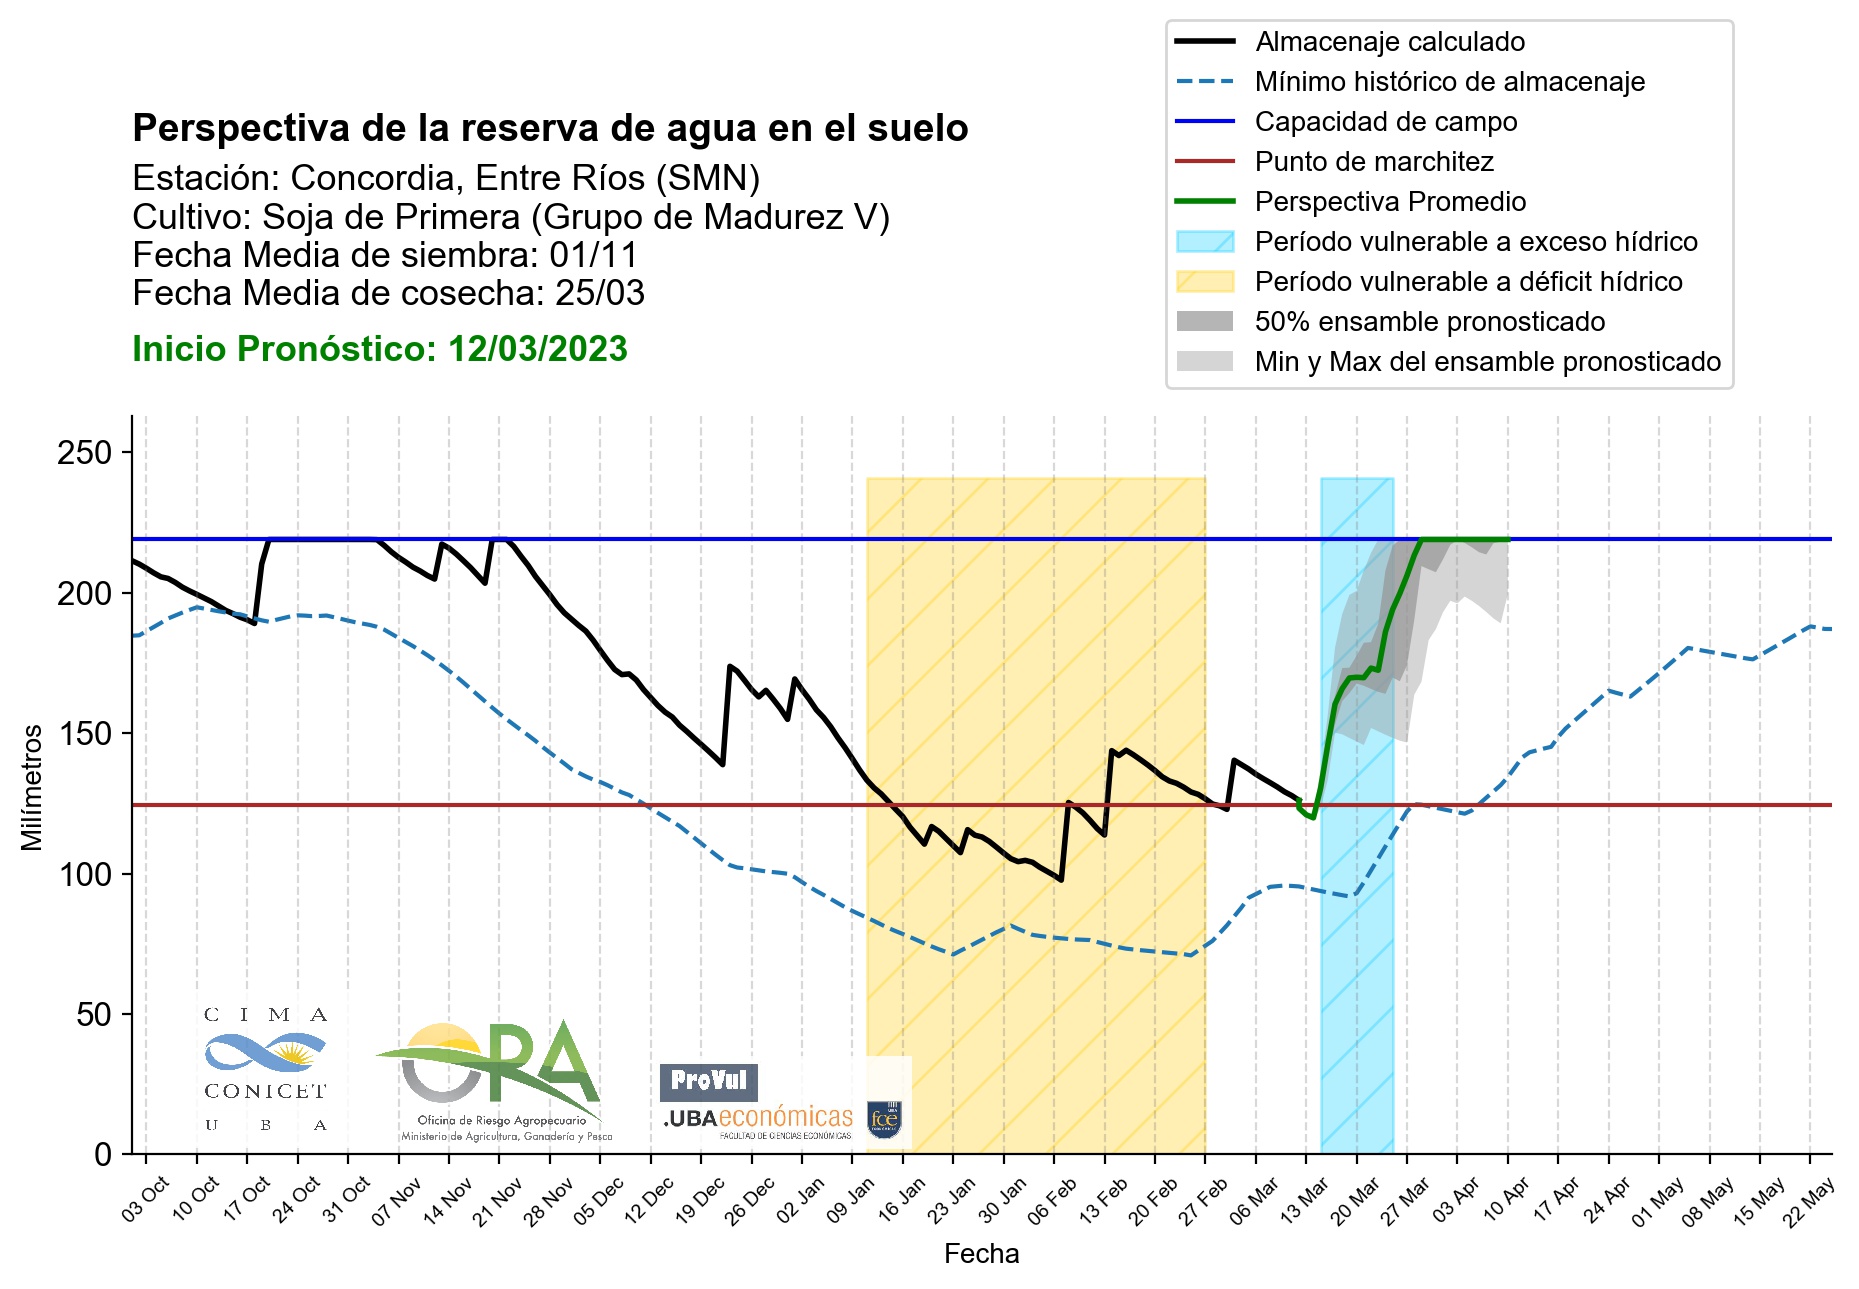 Almacenaje calculado
Mínimo histórico de almacenaje
Capacidad de campo
Punto de marchitez
Perspectiva Promedio
Período vulnerable a exceso hídrico
Período vulnerable a déficit hídrico
50% ensamble pronosticado
Min y Max del ensamble pronosticado
Perspectiva de la reserva de agua en el suelo
Estación: Concordia, Entre Ríos (SMN)
Cultivo: Soja de Primera (Grupo de Madurez V)
Fecha Media de siembra: 01/11
Fecha Media de cosecha: 25/03
Inicio Pronóstico: 12/03/2023
250
200
150
100
50
0
Milímetros
CIMA
CONICET
UBA
ORA
Oficina de Riesgo Agropecuario
Ministerio de Agricultura, Ganadería y Pesca
ProVul
.UBAeconómicas
FACULTAD DE CIENCIAS ECONÓMICAS
fce
03 Oct
10 Oct
17 Oct
24 Oct
31 Oct
07 Nov
14 Nov
21 Nov
28 Nov
05 Dec
12 Dec
19 Dec
26 Dec
02 Jan
09 Jan
16 Jan
23 Jan
30 Jan
06 Feb
13 Feb
20 Feb
27 Feb
06 Mar
13 Mar
20 Mar
27 Mar
03 Apr
10 Apr
17 Apr
24 Apr
01 May
08 May
15 May
22 May
Fecha